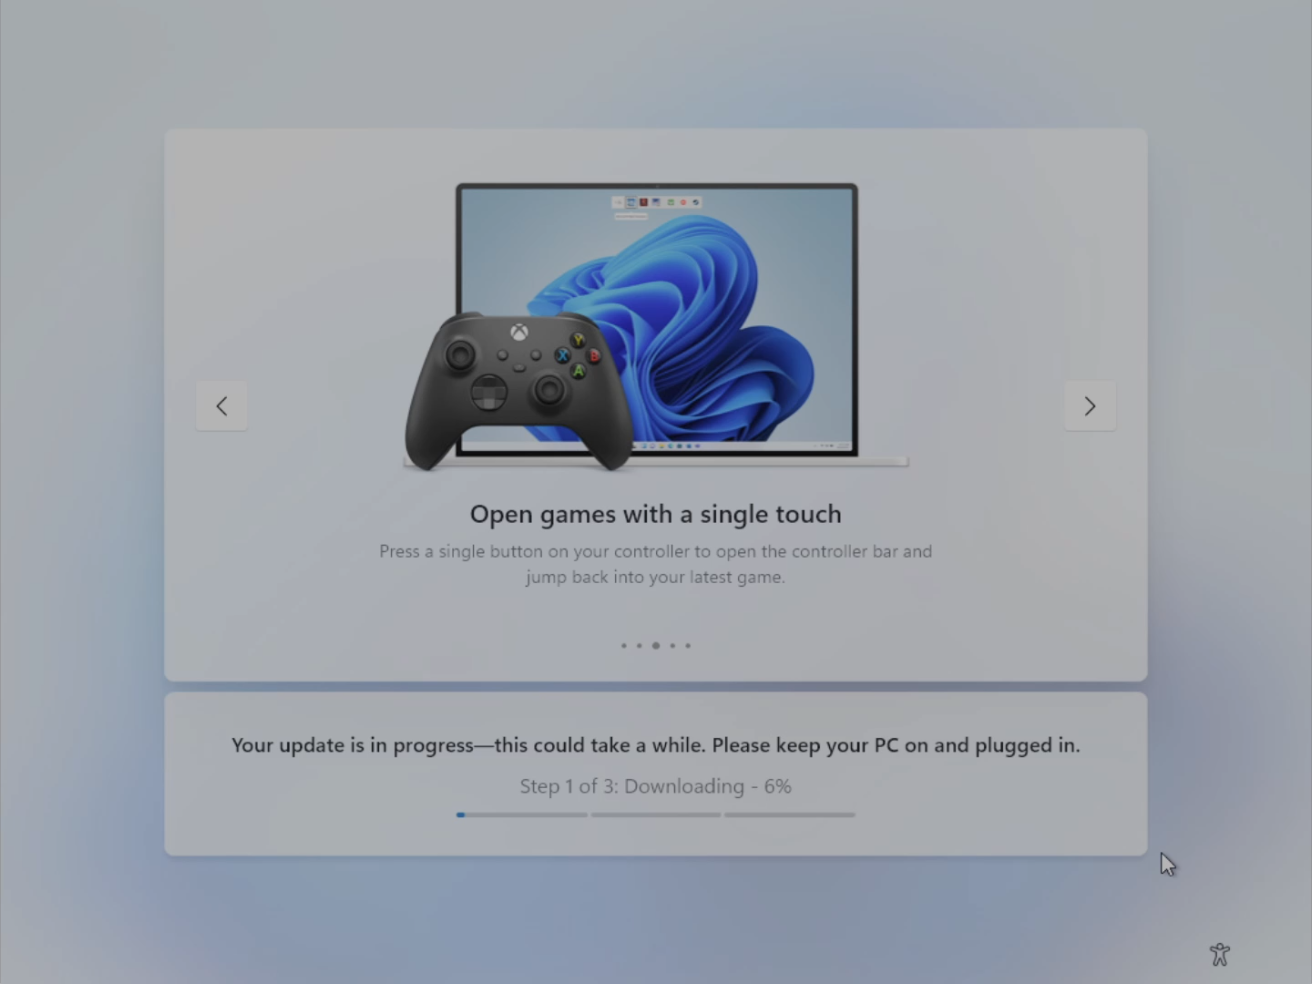 Y
X
B
A
Open games with a single touch
Press a single button on your controller to open the controller bar and
jump back into your latest game.
Your update is in progress—this could take a while. Please keep your PC on and plugged in.
Step 1 of 3: Downloading - 6%